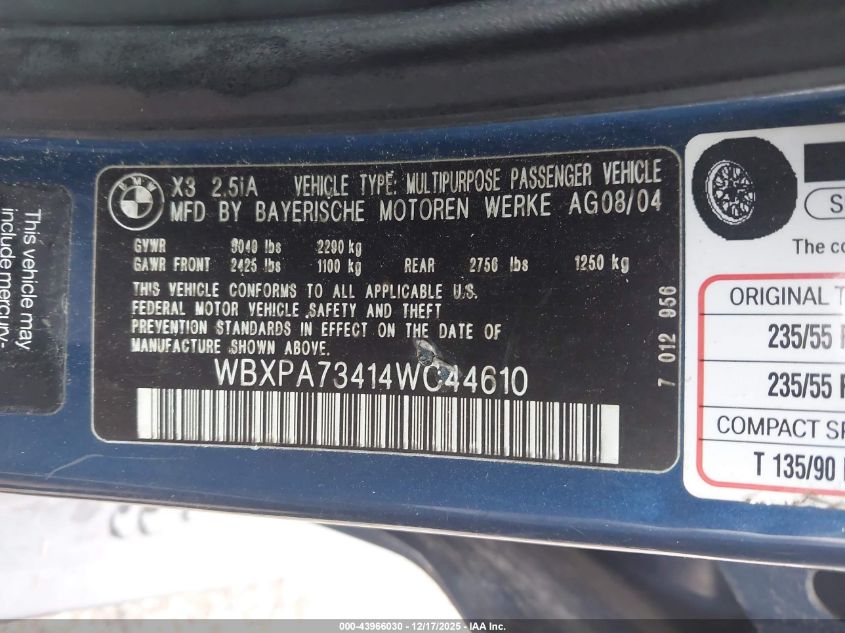 This vehicle may
include mercury-
BMW
X3 2.5iA VEHICLE TYPE: MULTIPURPOSE PASSENGER VEHICLE
MFD BY BAYERISCHE MOTOREN WERKE AG08/04
GVWR 5040 lbs 2290 kg
GAWR FRONT 2425 lbs 1100 kg REAR 2756 lbs 1250 kg
THIS VEHICLE CONFORMS TO ALL APPLICABLE U.S.
FEDERAL MOTOR VEHICLE SAFETY AND THEFT
PREVENTION STANDARDS IN EFFECT ON THE DATE OF
MANUFACTURE SHOWN ABOVE.
WBXPA73414WC44610
7 012 956
S
The co
ORIGINAL T
235/55
235/55
COMPACT SP
T 135/90
000-43966030 - 12/17/2025 - IAA Inc.